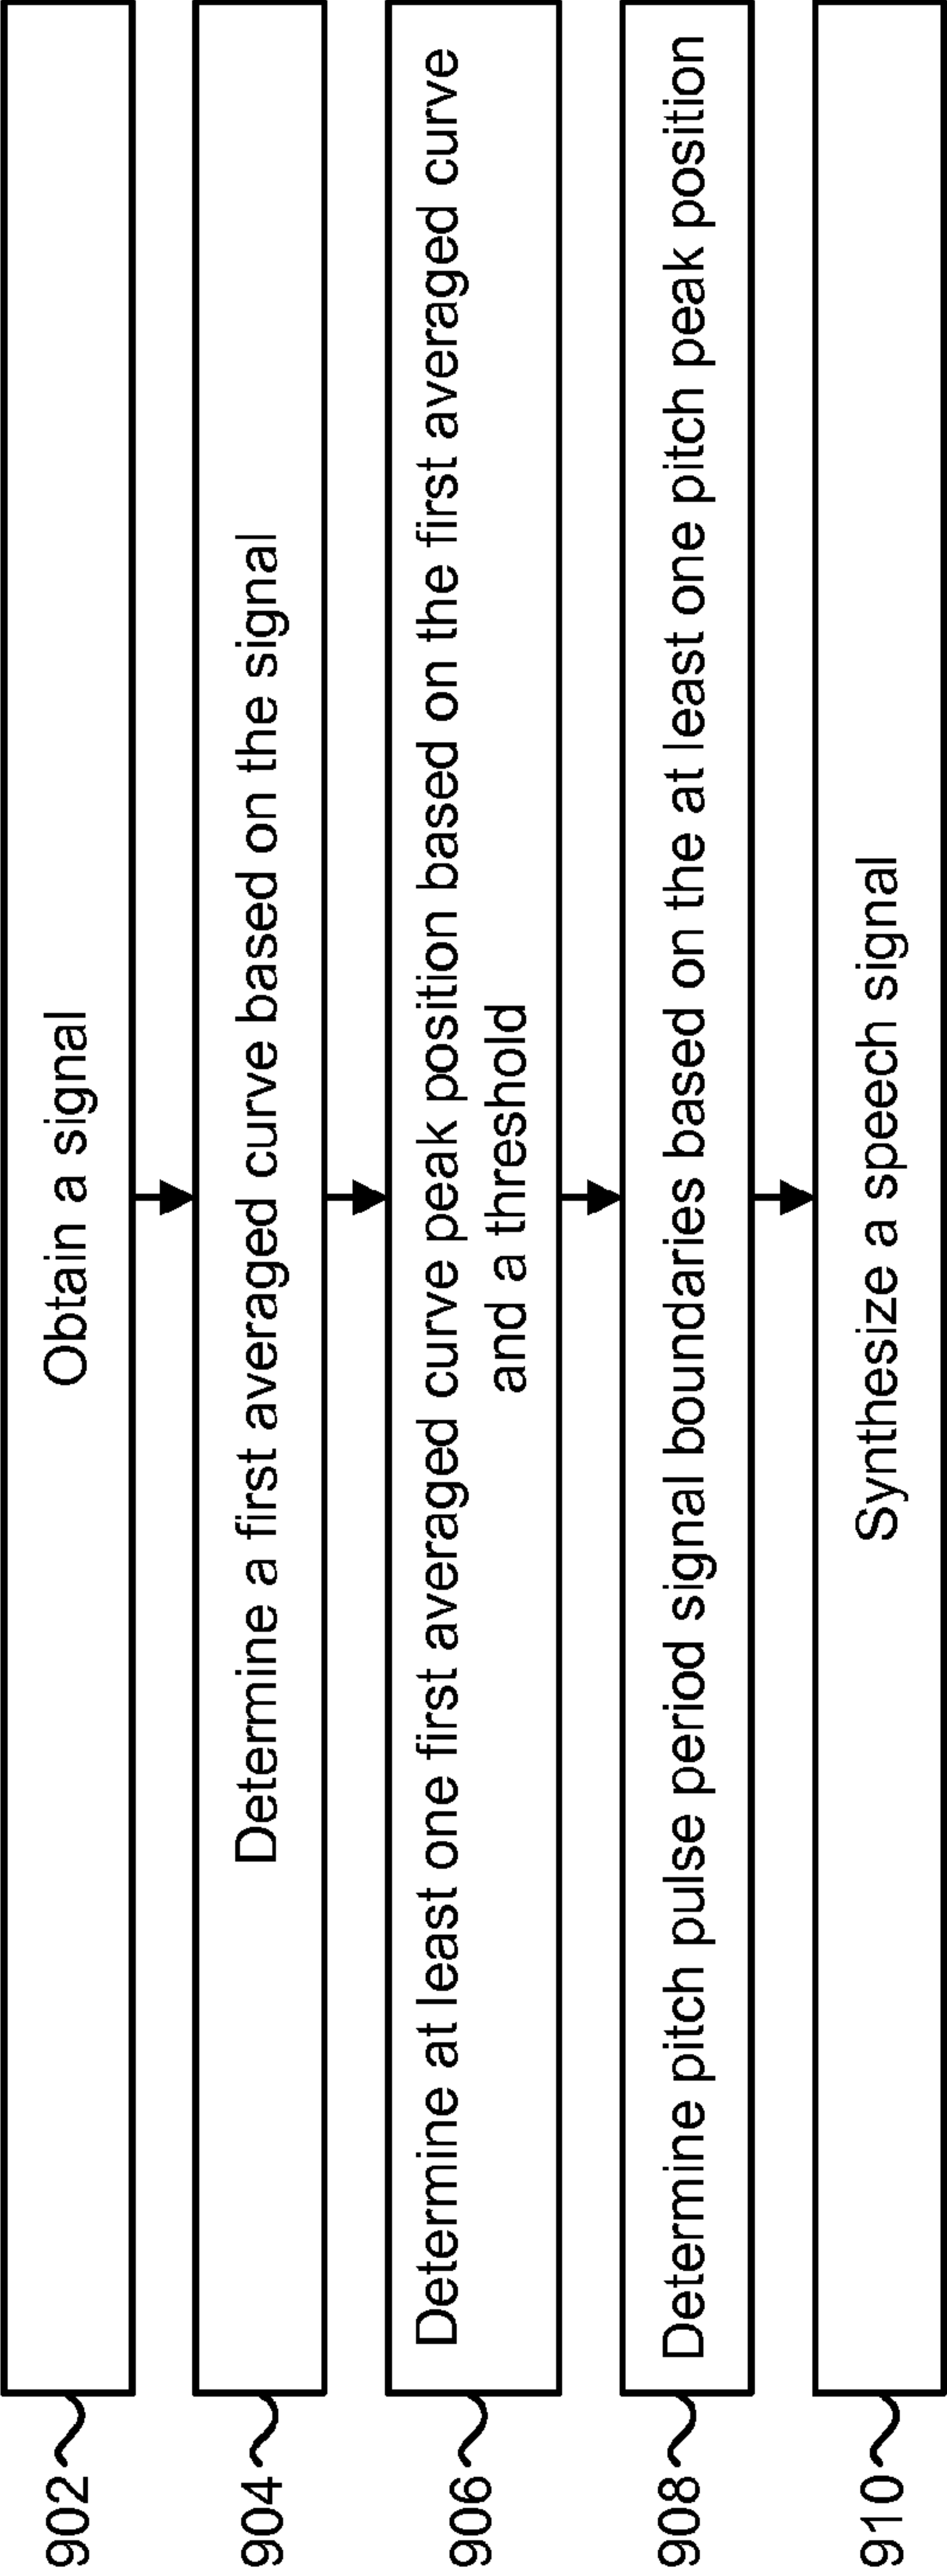 902
Obtain a signal
904
Determine a first averaged curve based on the signal
906
Determine at least one first averaged curve peak position based on the first averaged curve
and a threshold
908
Determine pitch pulse period signal boundaries based on the at least one pitch peak position
910
Synthesize a speech signal